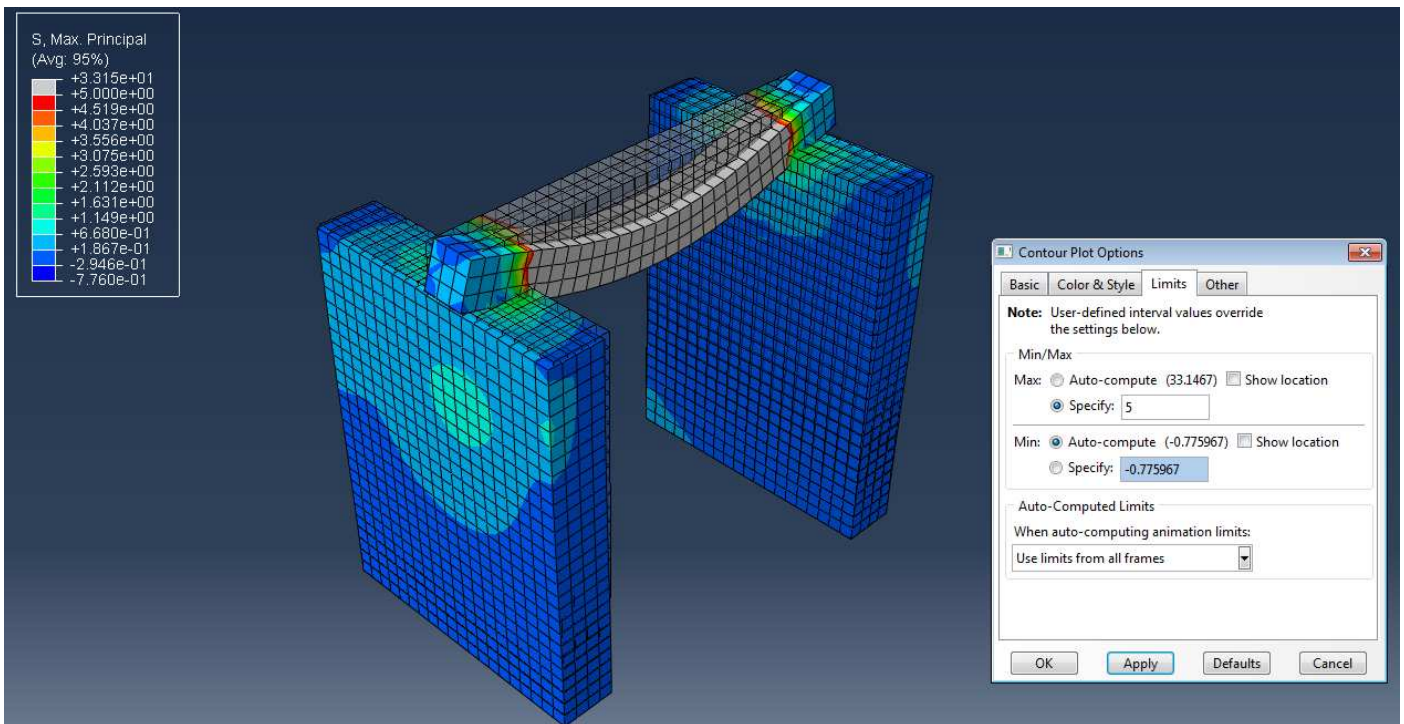 S, Max. Principal
(Avg: 95%)
+3.315e+01
+5.000e+00
+4.519e+00
+4.037e+00
+3.556e+00
+3.075e+00
+2.593e+00
+2.112e+00
+1.631e+00
+1.149e+00
+6.680e-01
+1.867e-01
-2.946e-01
-7.760e-01
Contour Plot Options
Basic Color & Style Limits Other
Note: User-defined interval values override
the settings below.
Min/Max
Max: Auto-compute (33.1467) Show location
Specify: 5
Min: Auto-compute (-0.775967) Show location
Specify: -0.775967
Auto-Computed Limits
When auto-computing animation limits:
Use limits from all frames
OK Apply Defaults Cancel